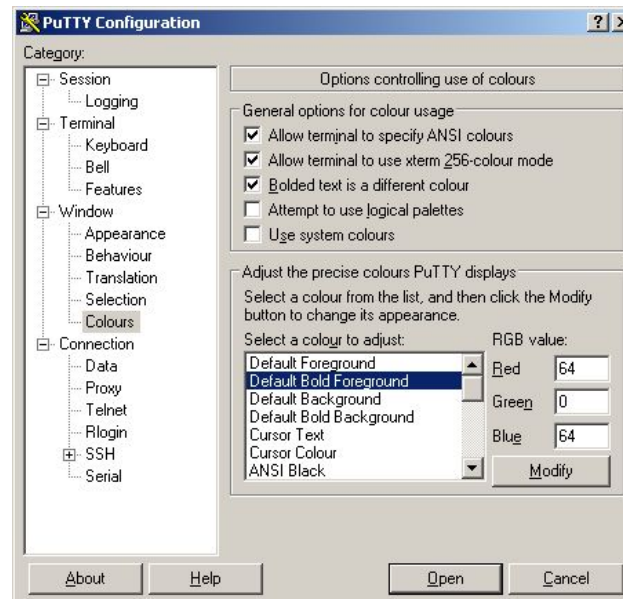 PuTTY Configuration
Category:
Session
Logging
Terminal
Keyboard
Bell
Features
Window
Appearance
Behaviour
Translation
Selection
Colours
Connection
Data
Proxy
Telnet
Rlogin
SSH
Serial
Options controlling use of colours
General options for colour usage
Allow terminal to specify ANSI colours
Allow terminal to use xterm 256-colour mode
Bolded text is a different colour
Attempt to use logical palettes
Use system colours
Adjust the precise colours PuTTY displays
Select a colour from the list, and then click the Modify
button to change its appearance.
Select a colour to adjust:
Default Foreground
Default Bold Foreground
Default Background
Default Bold Background
Cursor Text
Cursor Colour
ANSI Black
RGB value:
Red 64
Green 0
Blue 64
Modify
About Help Open Cancel